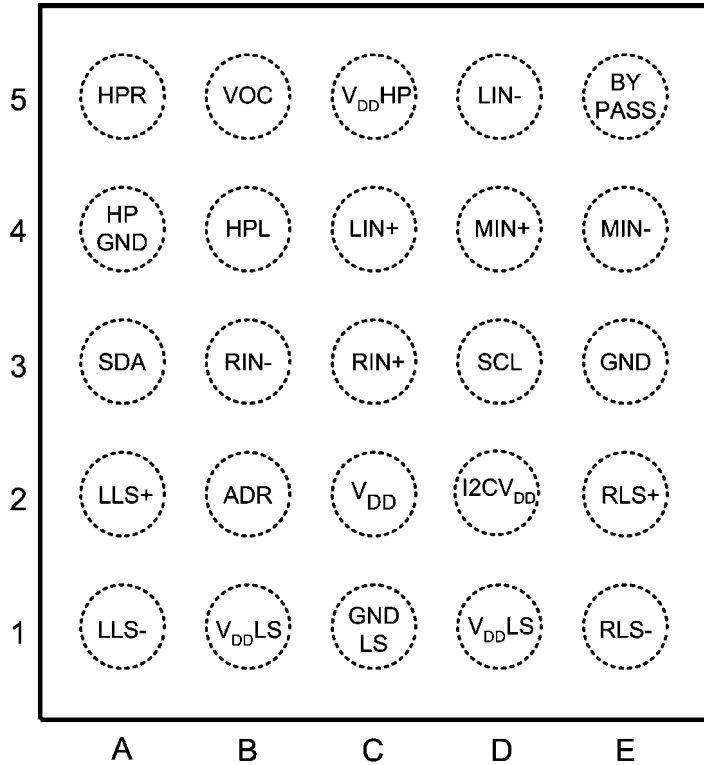 5 HPR VOC VDDHP LIN- BY
PASS
4 HP
GND HPL LIN+ MIN+ MIN-
3 SDA RIN- RIN+ SCL GND
2 LLS+ ADR VDD I2CVDD RLS+
1 LLS- VDDLS GND
LS VDDLS RLS-
A B C D E